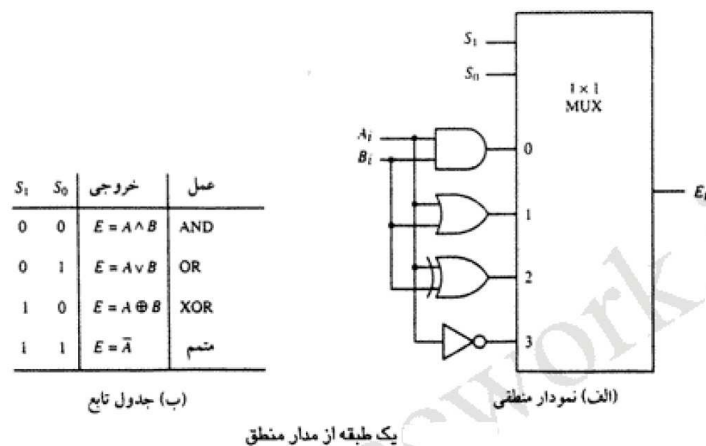 S₁
S₀
1 × 1
MUX
Aᵢ
Bᵢ
0
1
2
3
Eᵢ
(الف) نمودار منطقی
S₁ S₀ خروجی عمل
0 0 E = A ∧ B AND
0 1 E = A ∨ B OR
1 0 E = A ⊕ B XOR
1 1 E = A̅ متمم
(ب) جدول تابع
یک طبقه از مدار منطق